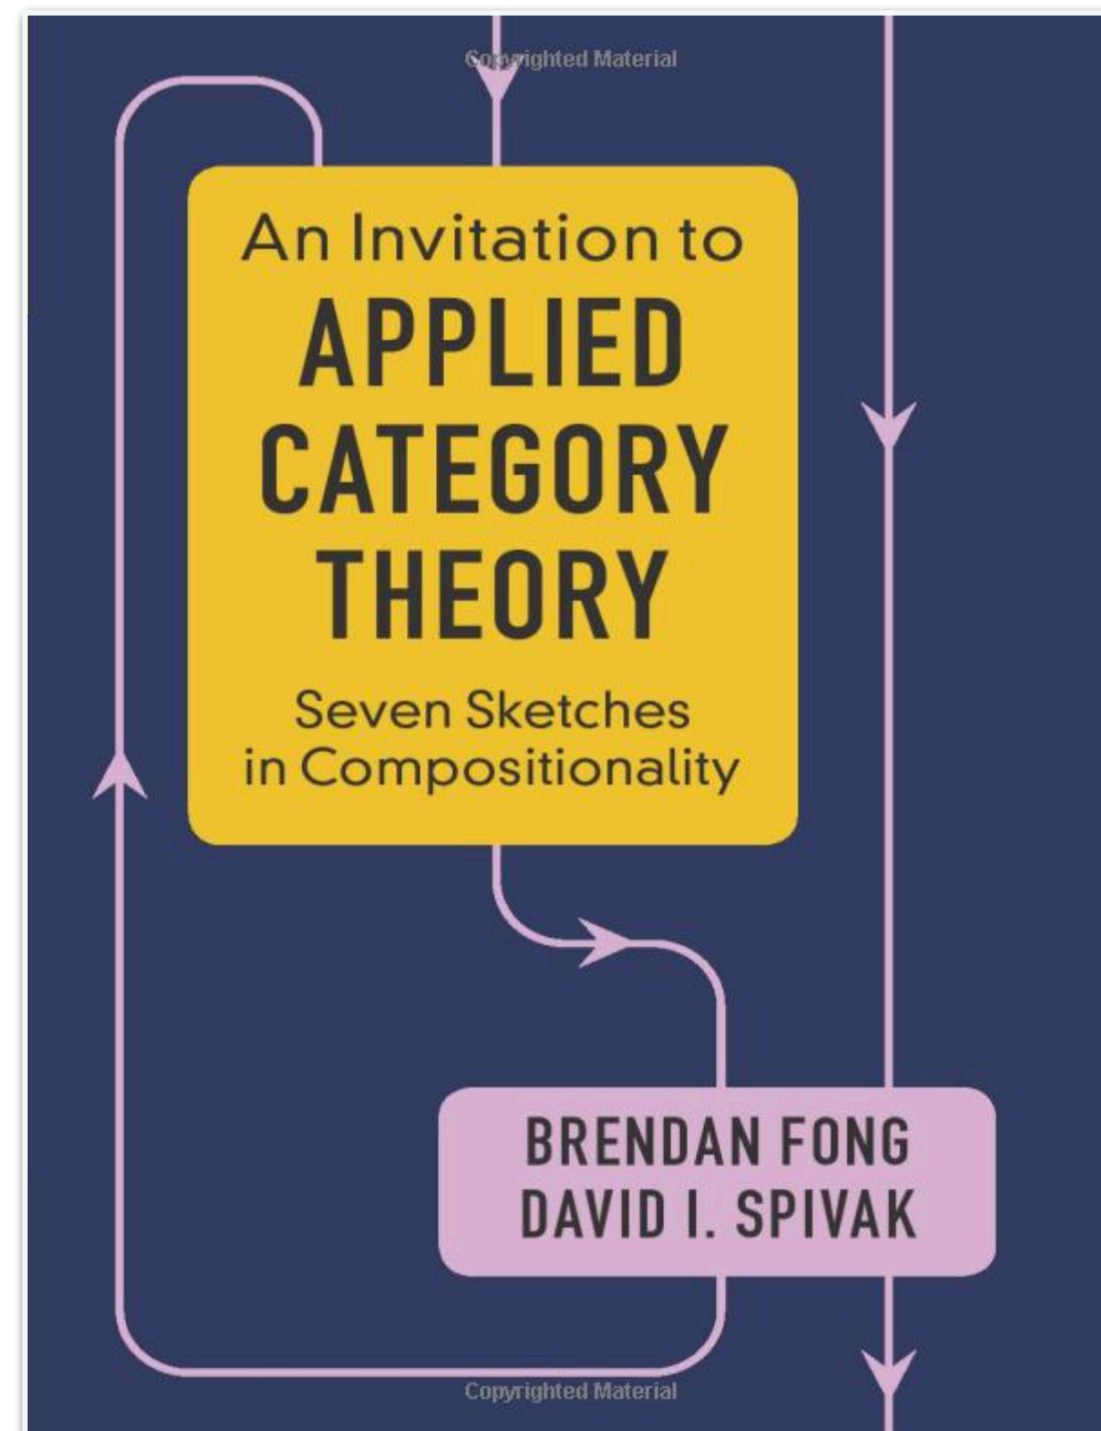 Copyrighted Material
An Invitation to
APPLIED
CATEGORY
THEORY
Seven Sketches
in Compositionality
BRENDAN FONG
DAVID I. SPIVAK
Copyrighted Material